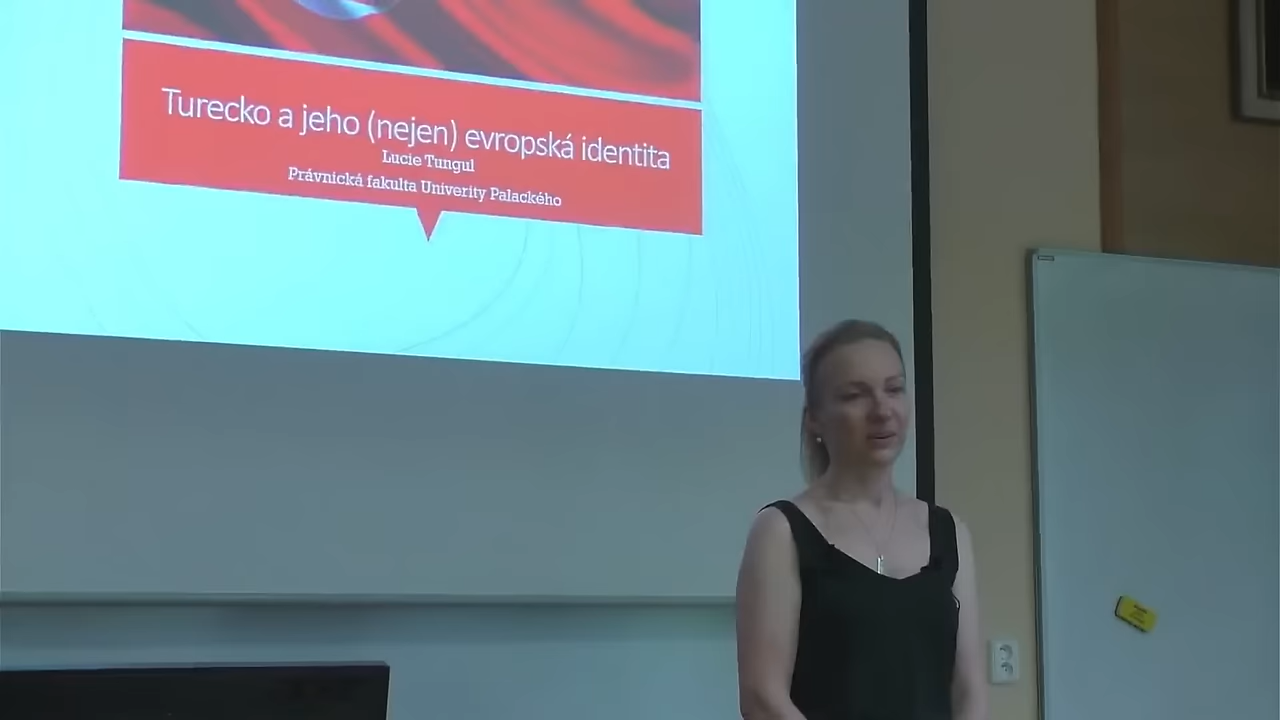 Turecko a jeho (nejen) evropská identita
Lucie Tungul
Právnická fakulta Univerity Palackého